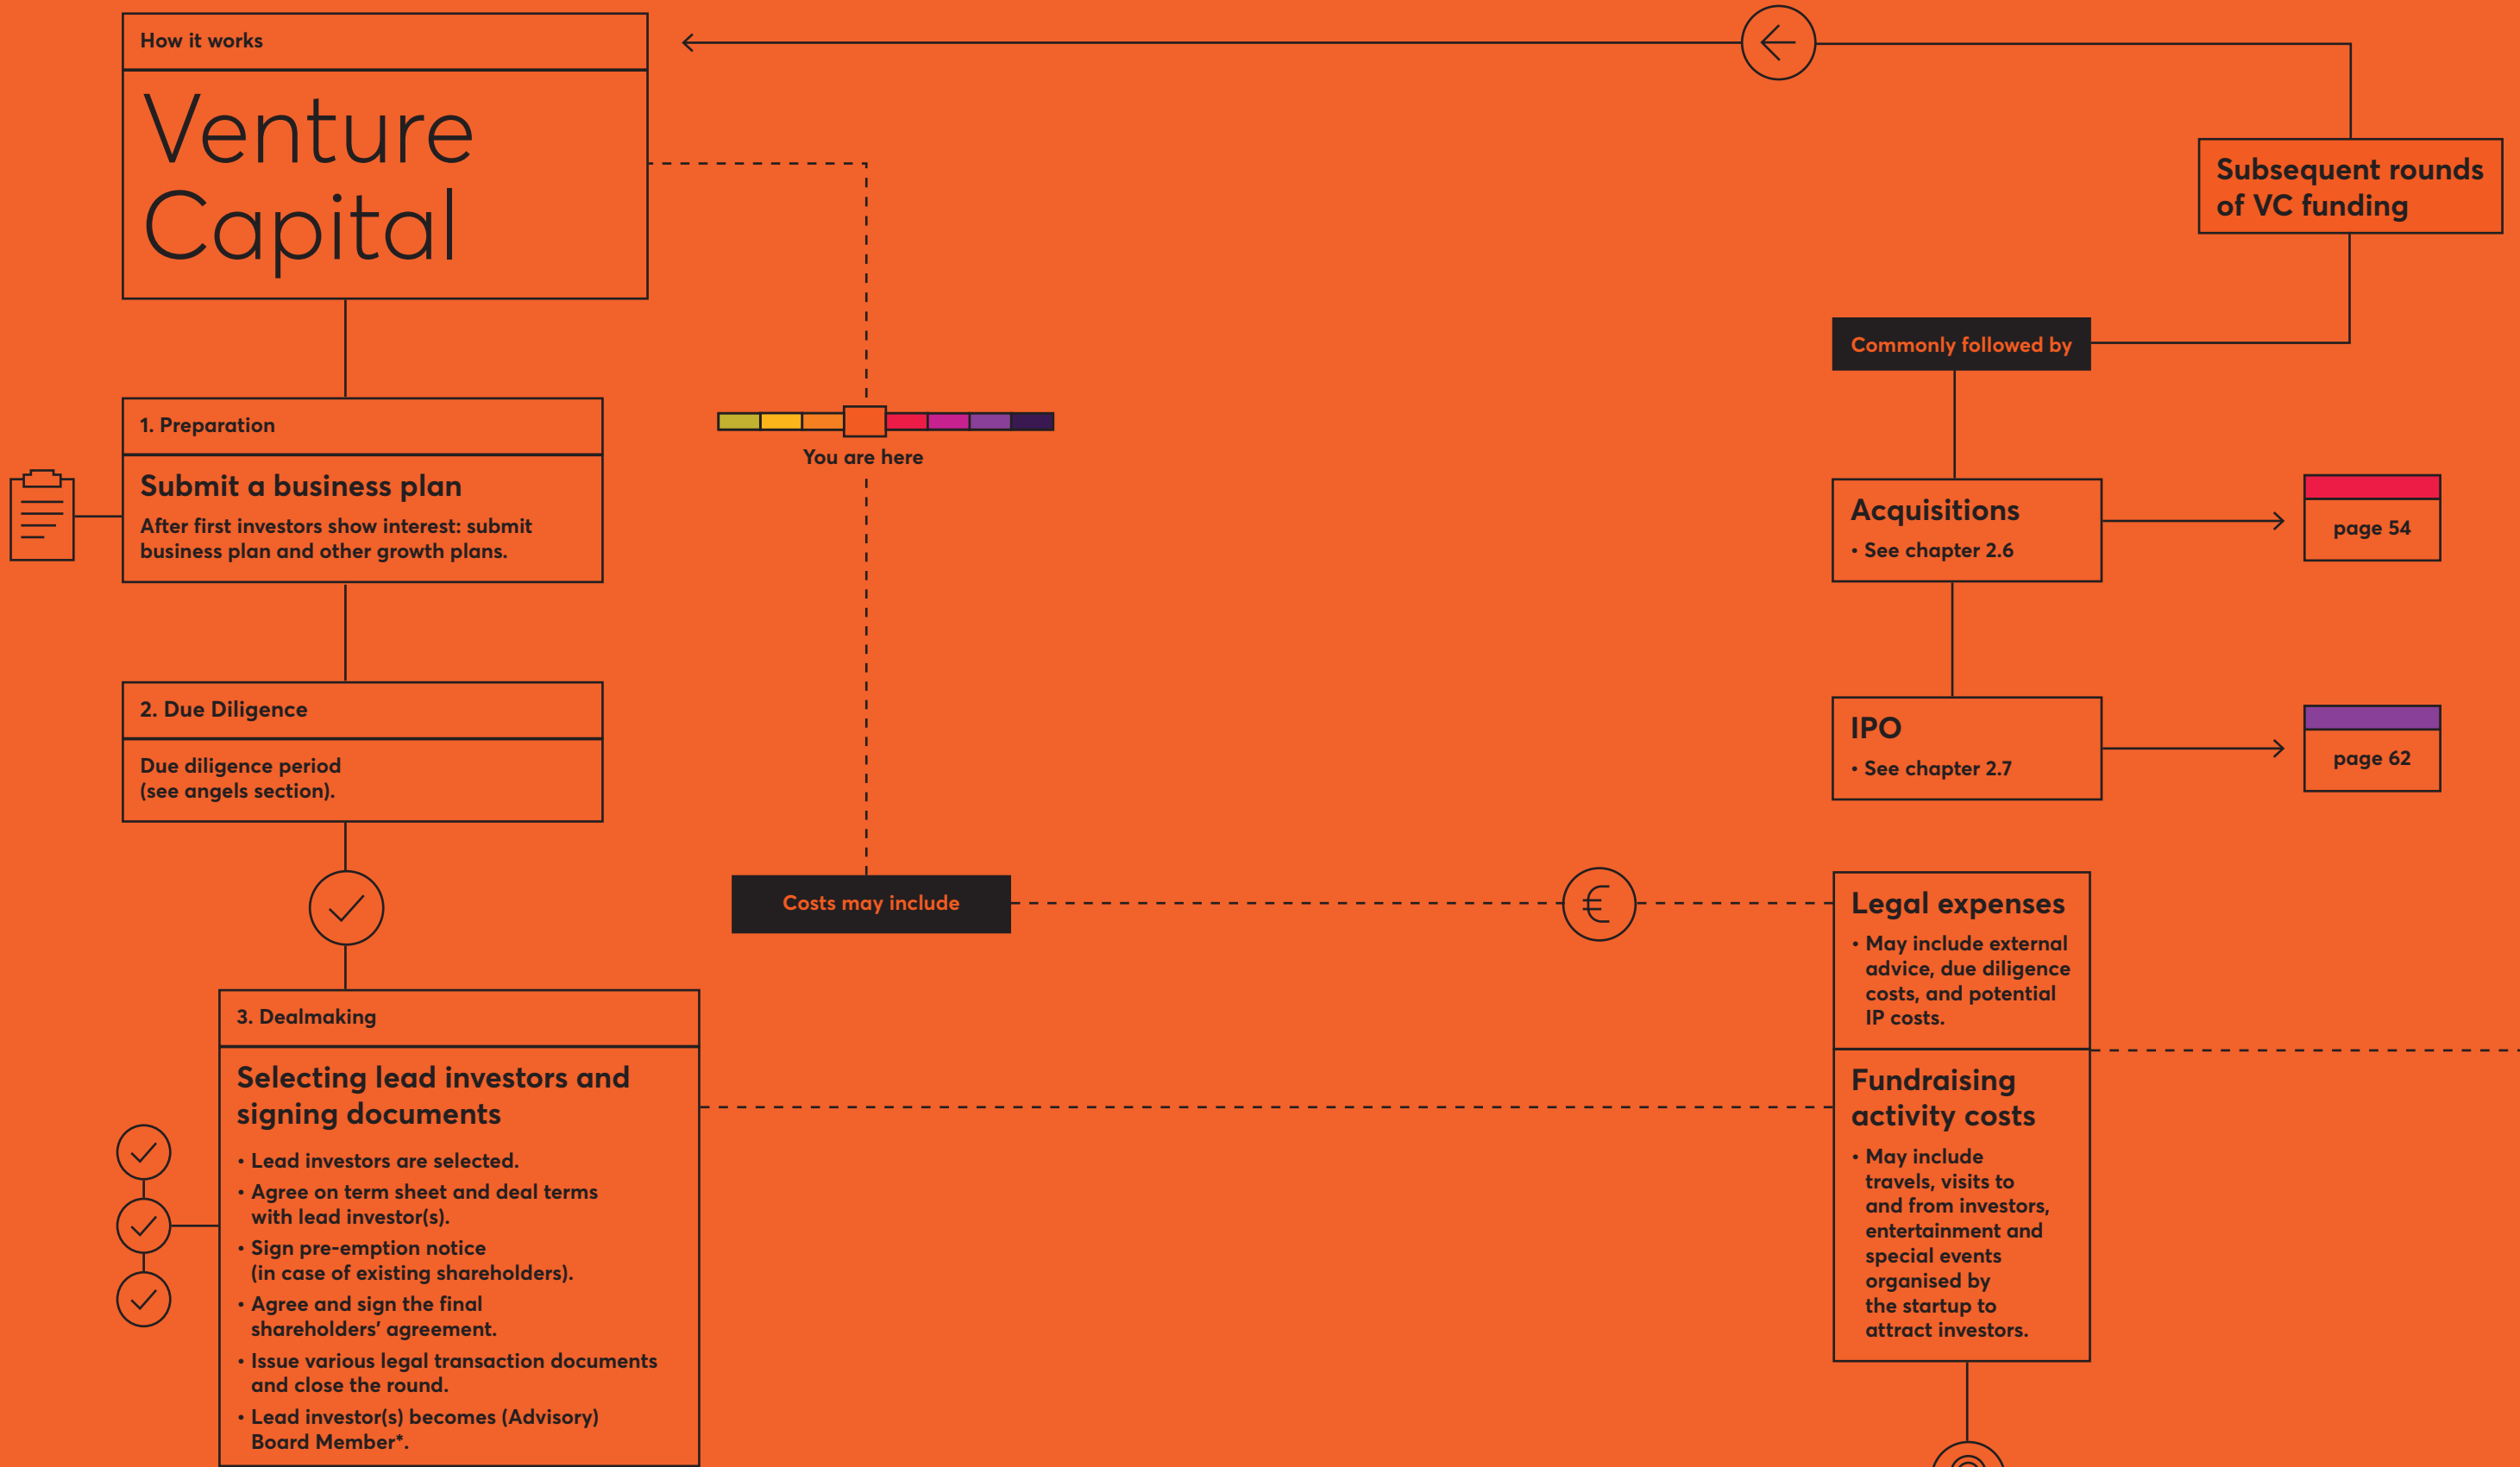 How it works
Venture
Capital
1. Preparation
Submit a business plan
After first investors show interest: submit
business plan and other growth plans.
2. Due Diligence
Due diligence period
(see angels section).
3. Dealmaking
Selecting lead investors and
signing documents
• Lead investors are selected.
• Agree on term sheet and deal terms
with lead investor(s).
• Sign pre-emption notice
(in case of existing shareholders).
• Agree and sign the final
shareholders’ agreement.
• Issue various legal transaction documents
and close the round.
• Lead investor(s) becomes (Advisory)
Board Member*.
You are here
Costs may include
€
Legal expenses
• May include external
advice, due diligence
costs, and potential
IP costs.
Fundraising
activity costs
• May include
travels, visits to
and from investors,
entertainment and
special events
organised by
the startup to
attract investors.
Subsequent rounds
of VC funding
Commonly followed by
Acquisitions
• See chapter 2.6
page 54
IPO
• See chapter 2.7
page 62